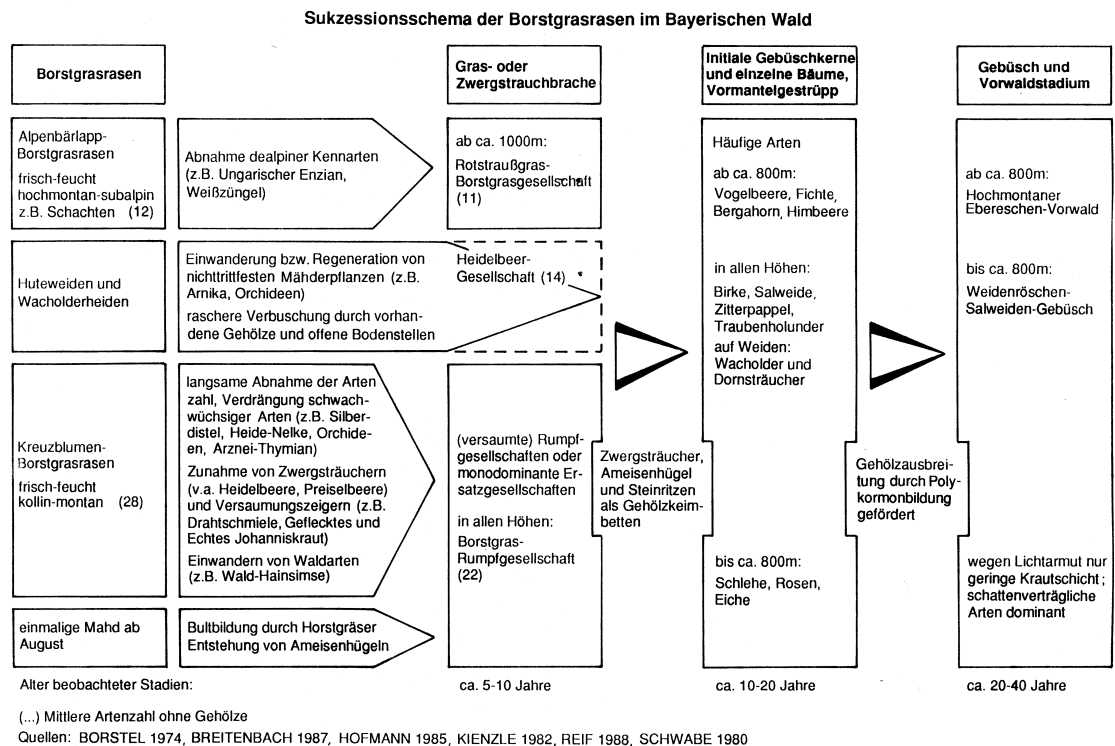 Sukzessionsschema der Borstgrasrasen im Bayerischen Wald
Borstgrasrasen
Gras- oder
Zwergstrauchbrache
Initiale Gebüschkerne
und einzelne Bäume,
Vormantelgestrüpp
Gebüsch und
Vorwaldstadium
Alpenbärlapp-
Borstgrasrasen
frisch-feucht
hochmontan-subalpin
z.B. Schachten (12)
Abnahme dealpiner Kennarten
(z.B. Ungarischer Enzian,
Weißzüngel)
ab ca. 1000m:
Rotstraußgras-
Borstgrasgesellschaft
(11)
Huteweiden und
Wacholderheiden
Einwanderung bzw. Regeneration von
nichttrittfesten Mähderpflanzen (z.B.
Arnika, Orchideen)
raschere Verbuschung durch vorhan-
dene Gehölze und offene Bodenstellen
Heidelbeer-
Gesellschaft (14)
Kreuzblumen-
Borstgrasrasen
frisch-feucht
kollin-montan (28)
langsame Abnahme der Arten
zahl, Verdrängung schwach-
wüchsiger Arten (z.B. Silber-
distel, Heide-Nelke, Orchide-
en, Arznei-Thymian)
Zunahme von Zwergsträuchern
(v.a. Heidelbeere, Preiselbeere)
und Versaumungszeigern (z.B.
Drahtschmiele, Geflecktes und
Echtes Johanniskraut)
Einwandern von Waldarten
(z.B. Wald-Hainsimse)
(versaumte) Rumpf-
gesellschaften oder
monodominante Er-
satzgesellschaften
in allen Höhen:
Borstgras-
Rumpfgesellschaft
(22)
einmalige Mahd ab
August
Bultbildung durch Horstgräser
Entstehung von Ameisenhügeln
Zwergsträucher,
Ameisenhügel
und Steinritzen
als Gehölzkeim-
betten
Häufige Arten
ab ca. 800m:
Vogelbeere, Fichte,
Bergahorn, Himbeere
in allen Höhen:
Birke, Salweide,
Zitterpappel,
Traubenholunder
auf Weiden:
Wacholder und
Dornsträucher
bis ca. 800m:
Schlehe, Rosen,
Eiche
Gehölzausbrei-
tung durch Poly-
kormonbildung
gefördert
ab ca. 800m:
Hochmontaner
Ebereschen-Vorwald
bis ca. 800m:
Weidenröschen-
Salweiden-Gebüsch
wegen Lichtarmut nur
geringe Krautschicht;
schattenverträgliche
Arten dominant
Alter beobachteter Stadien:
ca. 5-10 Jahre
ca. 10-20 Jahre
ca. 20-40 Jahre
(...) Mittlere Artenzahl ohne Gehölze
Quellen: BORSTEL 1974, BREITENBACH 1987, HOFMANN 1985, KIENZLE 1982, REIF 1988, SCHWABE 1980